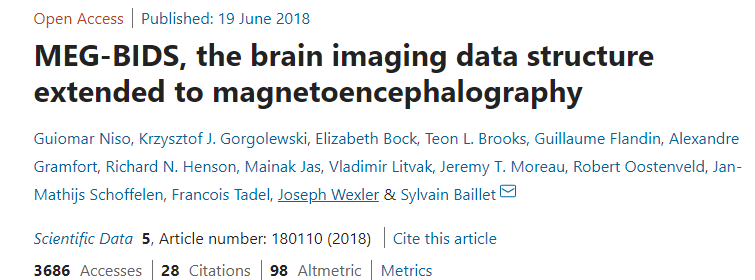 Open Access | Published: 19 June 2018
MEG-BIDS, the brain imaging data structure
extended to magnetoencephalography
Guiomar Niso, Krzysztof J. Gorgolewski, Elizabeth Bock, Teon L. Brooks, Guillaume Flandin, Alexandre
Gramfort, Richard N. Henson, Mainak Jas, Vladimir Litvak, Jeremy T. Moreau, Robert Oostenveld, Jan-
Mathijs Schoffelen, Francois Tadel, Joseph Wexler & Sylvain Baillet
Scientific Data 5, Article number: 180110 (2018) | Cite this article
3686 Accesses | 28 Citations | 98 Altmetric | Metrics